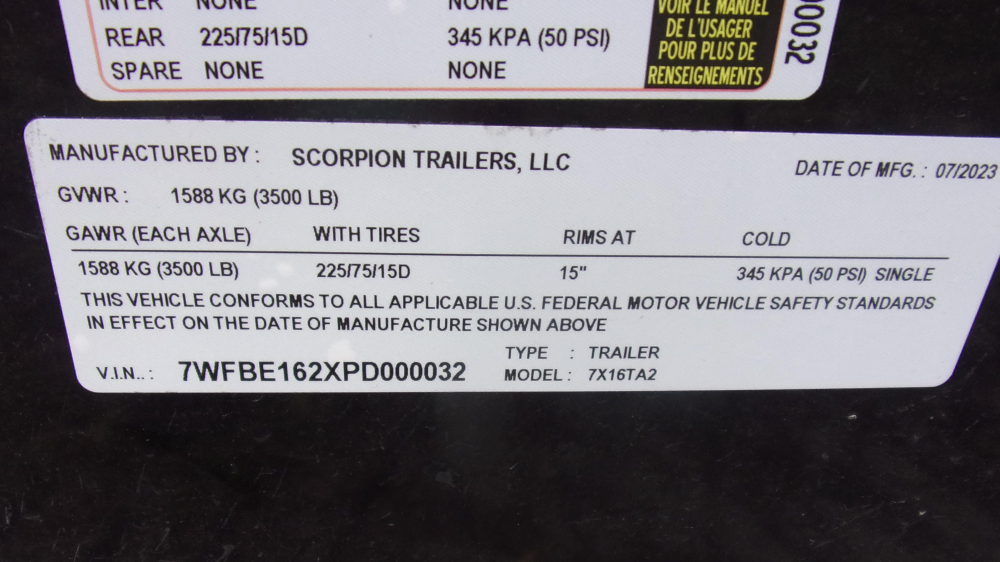 INTER NONE NONE
REAR 225/75/15D 345 KPA (50 PSI)
SPARE NONE NONE
VOIR LE MANUEL
DE L'USAGER
POUR PLUS DE
RENSEIGNEMENTS
00032
MANUFACTURED BY : SCORPION TRAILERS, LLC DATE OF MFG. : 07/2023
GVWR : 1588 KG (3500 LB)
GAWR (EACH AXLE) WITH TIRES RIMS AT COLD
1588 KG (3500 LB) 225/75/15D 15" 345 KPA (50 PSI) SINGLE
THIS VEHICLE CONFORMS TO ALL APPLICABLE U.S. FEDERAL MOTOR VEHICLE SAFETY STANDARDS
IN EFFECT ON THE DATE OF MANUFACTURE SHOWN ABOVE
V.I.N.. : 7WFBE162XPD000032
TYPE : TRAILER
MODEL : 7X16TA2